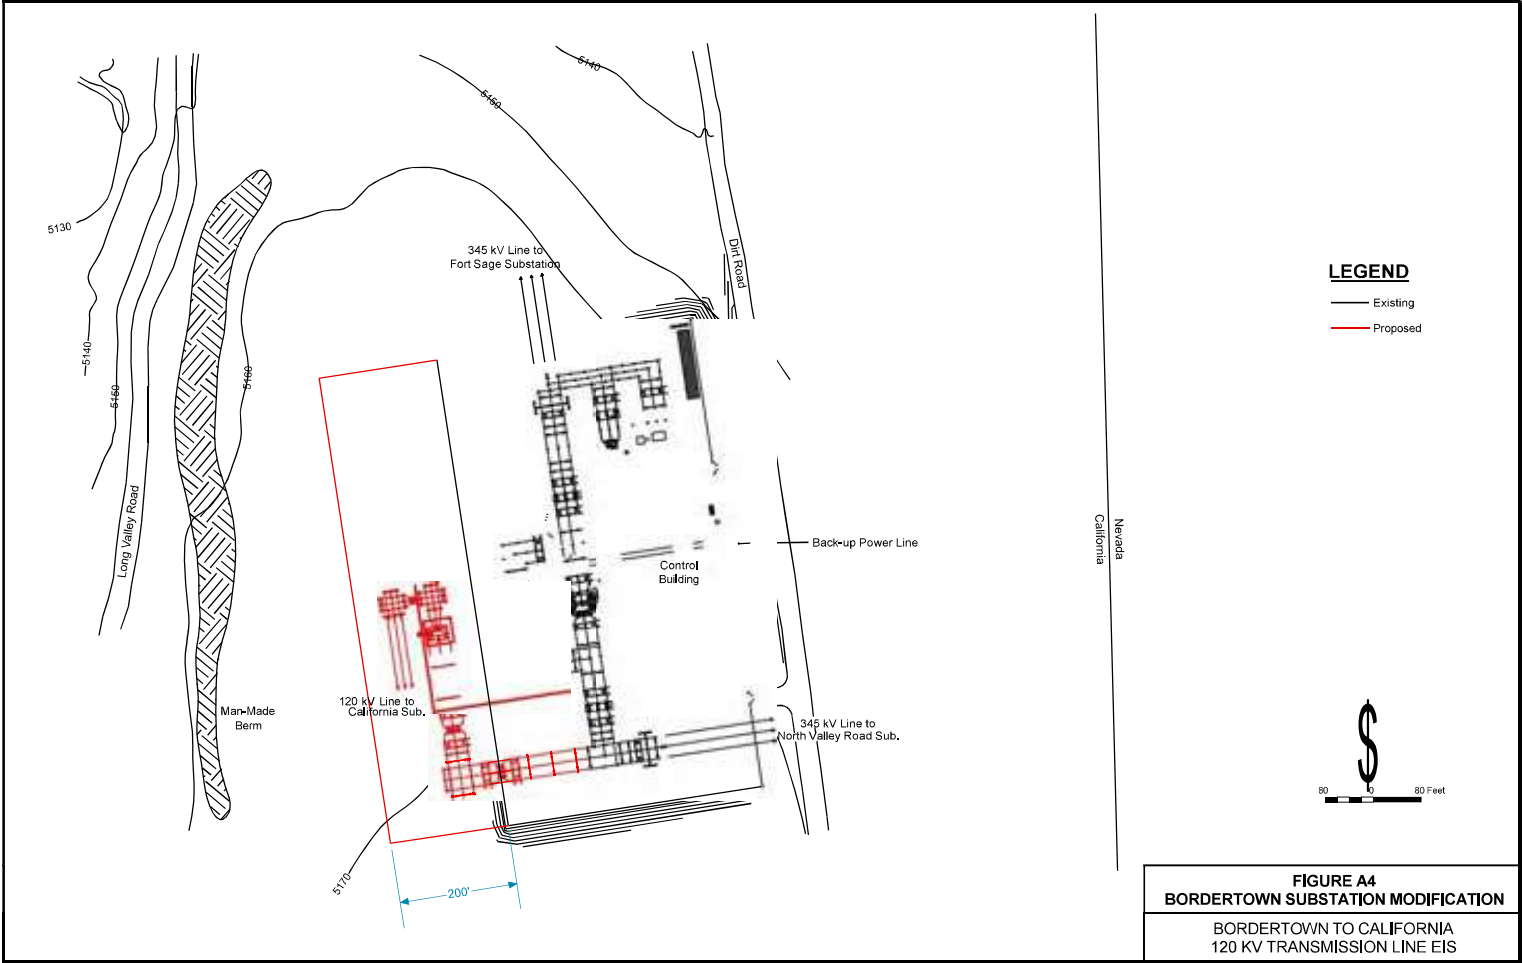 5140
5150
5130
345 kV Line to
Fort Sage Substation
Dirt Road
LEGEND
Existing
Proposed
5140
5150
5160
Long Valley Road
Nevada
California
Back-up Power Line
Control
Building
120 kV Line to
California Sub.
Man-Made
Berm
345 kV Line to
North Valley Road Sub.
80
0
80 Feet
5170
200'
FIGURE A4
BORDERTOWN SUBSTATION MODIFICATION
BORDERTOWN TO CALIFORNIA
120 KV TRANSMISSION LINE EIS